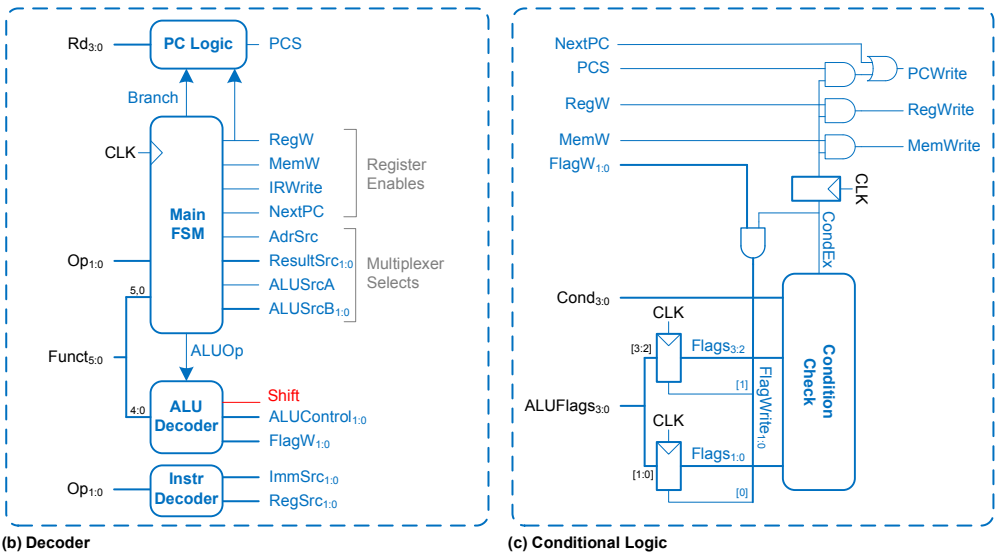 Rd3:0
PC Logic
PCS
Branch
CLK
Main
FSM
RegW
MemW
IRWrite
NextPC
Register
Enables
AdrSrc
ResultSrc1:0
ALUSrcA
ALUSrcB1:0
Multiplexer
Selects
Op1:0
5,0
Funct5:0
ALUOp
4:0
ALU
Decoder
Shift
ALUControl1:0
FlagW1:0
Op1:0
Instr
Decoder
ImmSrc1:0
RegSrc1:0
(b) Decoder
NextPC
PCS
PCWrite
RegW
RegWrite
MemW
MemWrite
FlagW1:0
CLK
CondEx
Cond3:0
CLK
[3:2]
Flags3:2
[1]
FlagWrite1:0
Condition
Check
ALUFlags3:0
CLK
[1:0]
Flags1:0
[0]
(c) Conditional Logic